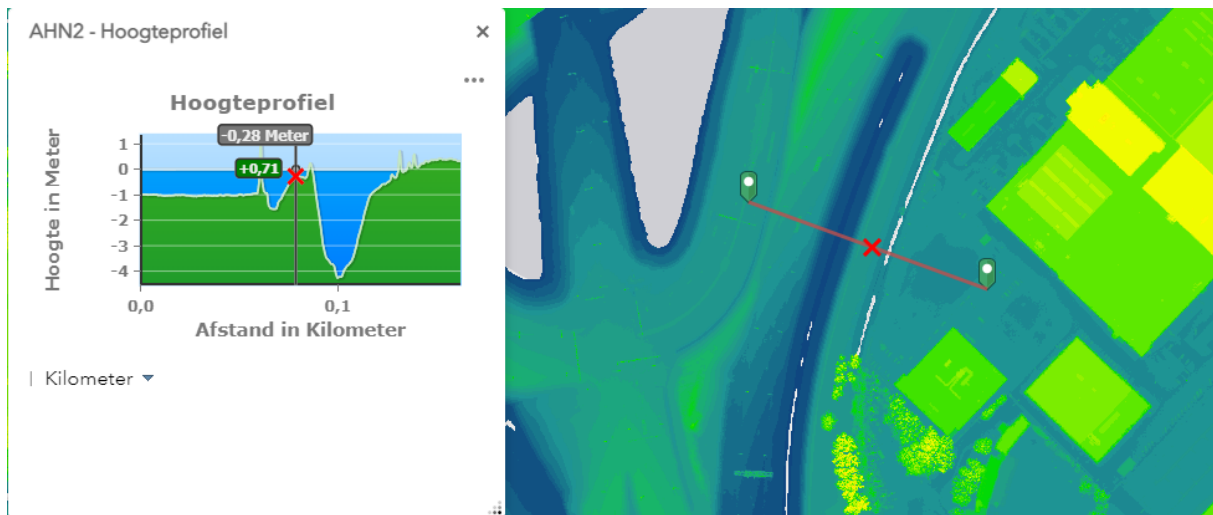 AHN2 - Hoogteprofiel ×
Hoogteprofiel
-0,28 Meter
+0,71
Hoogte in Meter
1
0
-1
-2
-3
-4
0,0 0,1
Afstand in Kilometer
| Kilometer